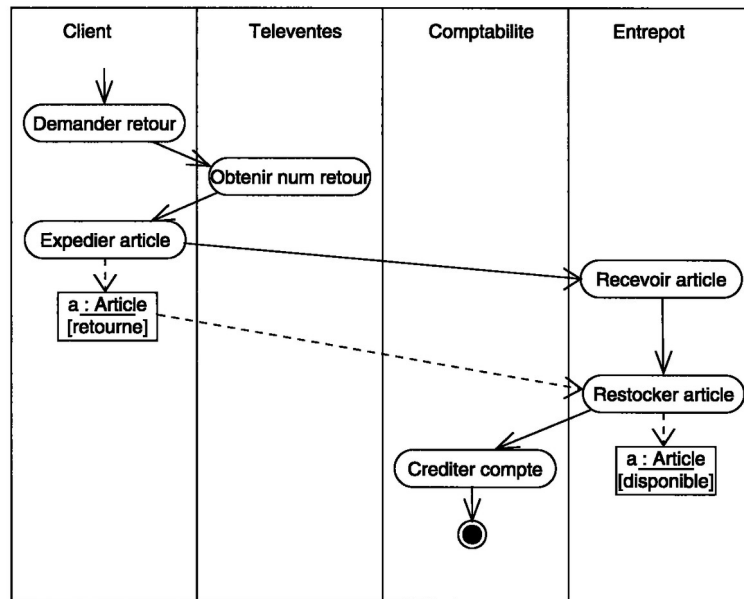 Client
Televentes
Comptabilite
Entrepot
Demander retour
Obtenir num retour
Expedier article
Recevoir article
a : Article
[retourne]
Restocker article
Crediter compte
a : Article
[disponible]